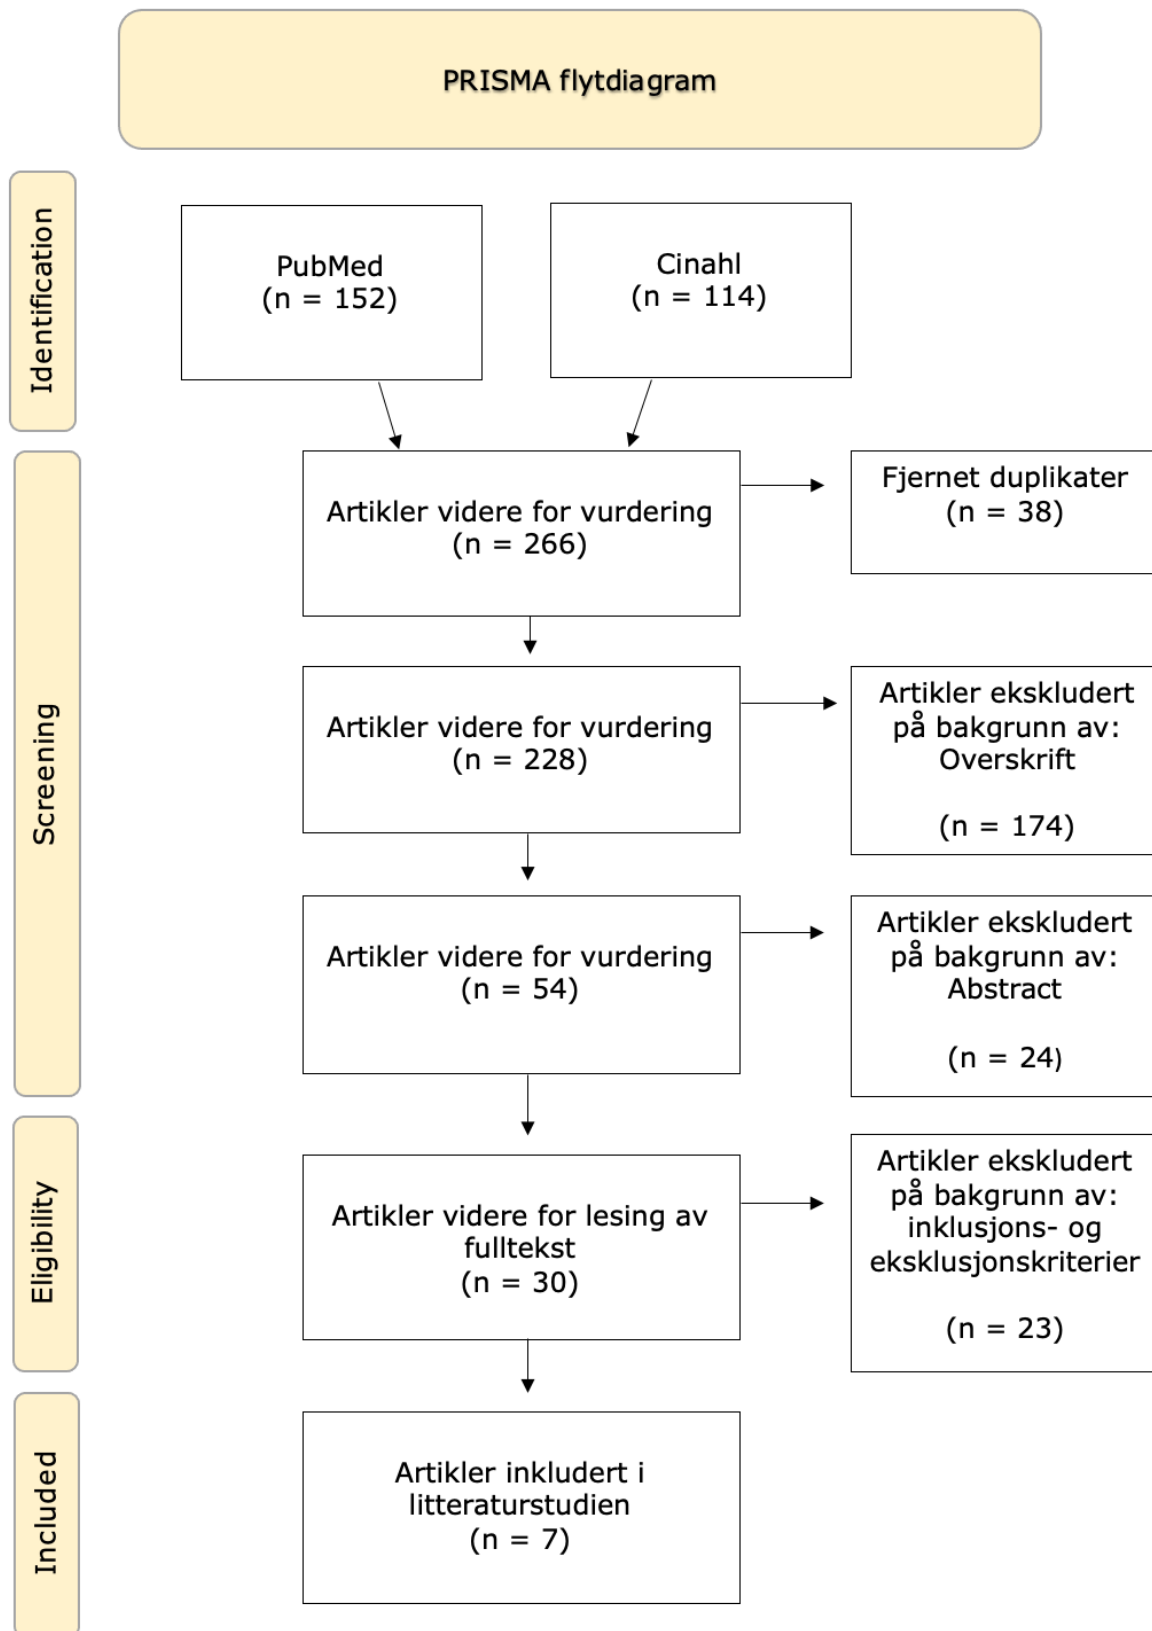 PRISMA flytdiagram
Identification
PubMed
(n = 152)
Cinahl
(n = 114)
Screening
Artikler videre for vurdering
(n = 266)
Fjernet duplikater
(n = 38)
Artikler videre for vurdering
(n = 228)
Artikler ekskludert
på bakgrunn av:
Overskrift
(n = 174)
Artikler videre for vurdering
(n = 54)
Artikler ekskludert
på bakgrunn av:
Abstract
(n = 24)
Eligibility
Artikler videre for lesing av
fulltekst
(n = 30)
Artikler ekskludert
på bakgrunn av:
inklusjons- og
eksklusjonskriterier
(n = 23)
Included
Artikler inkludert i
litteraturstudien
(n = 7)